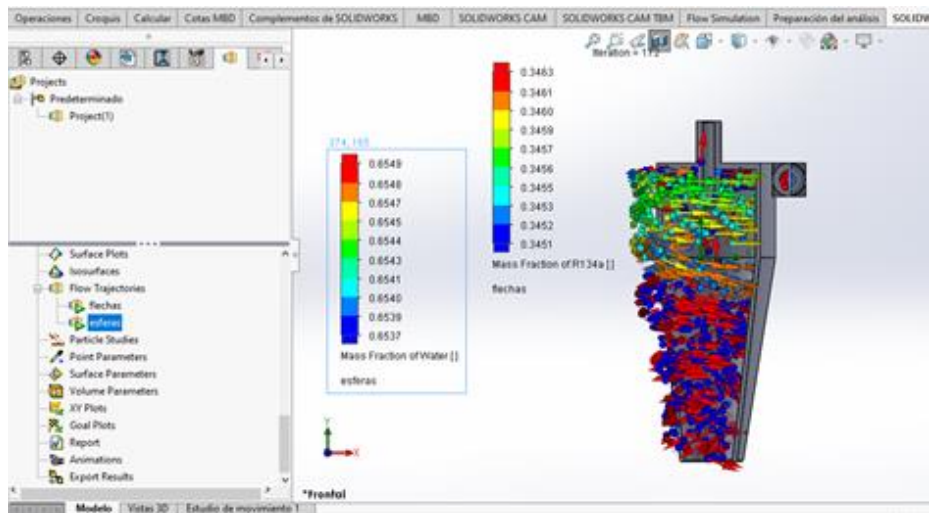 Operaciones Croquis Calcular Cotas MBD Complementos de SOLIDWORKS MBD SOLIDWORKS CAM SOLIDWORKS CAM TBM Flow Simulation Preparación del análisis SOLIDW
Projects
Predeterminado
Project(1)
Surface Plots
Isosurfaces
Flow Trajectories
flechas
esferas
Particle Studies
Point Parameters
Surface Parameters
Volume Parameters
XY Plots
Goal Plots
Report
Animations
Export Results
0.6549
0.6548
0.6547
0.6545
0.6544
0.6543
0.6541
0.6540
0.6539
0.6537
Mass Fraction of Water [ ]
esferas
0.3463
0.3461
0.3460
0.3459
0.3457
0.3456
0.3455
0.3453
0.3452
0.3451
Mass Fraction of R134a [ ]
flechas
Iteration =
Y
X
*Frontal
Modelo Vistas 3D Estudio de movimiento 1